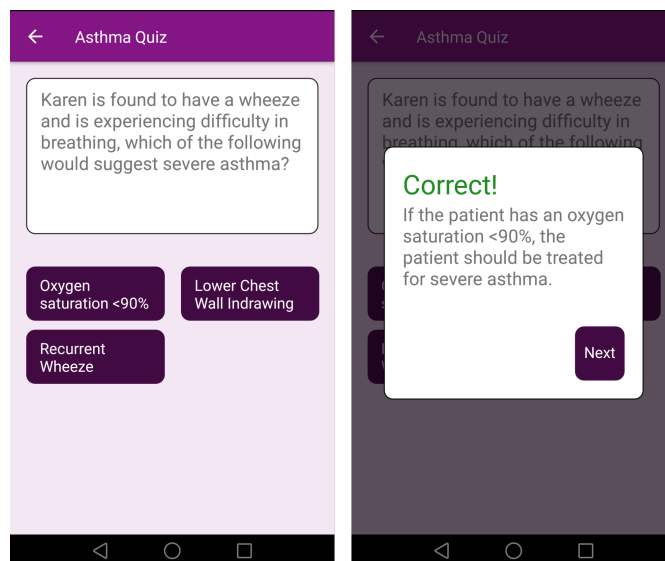 Asthma Quiz
Karen is found to have a wheeze
and is experiencing difficulty in
breathing, which of the following
would suggest severe asthma?
Oxygen
saturation <90%
Lower Chest
Wall Indrawing
Recurrent
Wheeze
Asthma Quiz
Karen is found to have a wheeze
and is experiencing difficulty in
breathing, which of the following
Correct!
If the patient has an oxygen
saturation <90%, the
patient should be treated
for severe asthma.
Next